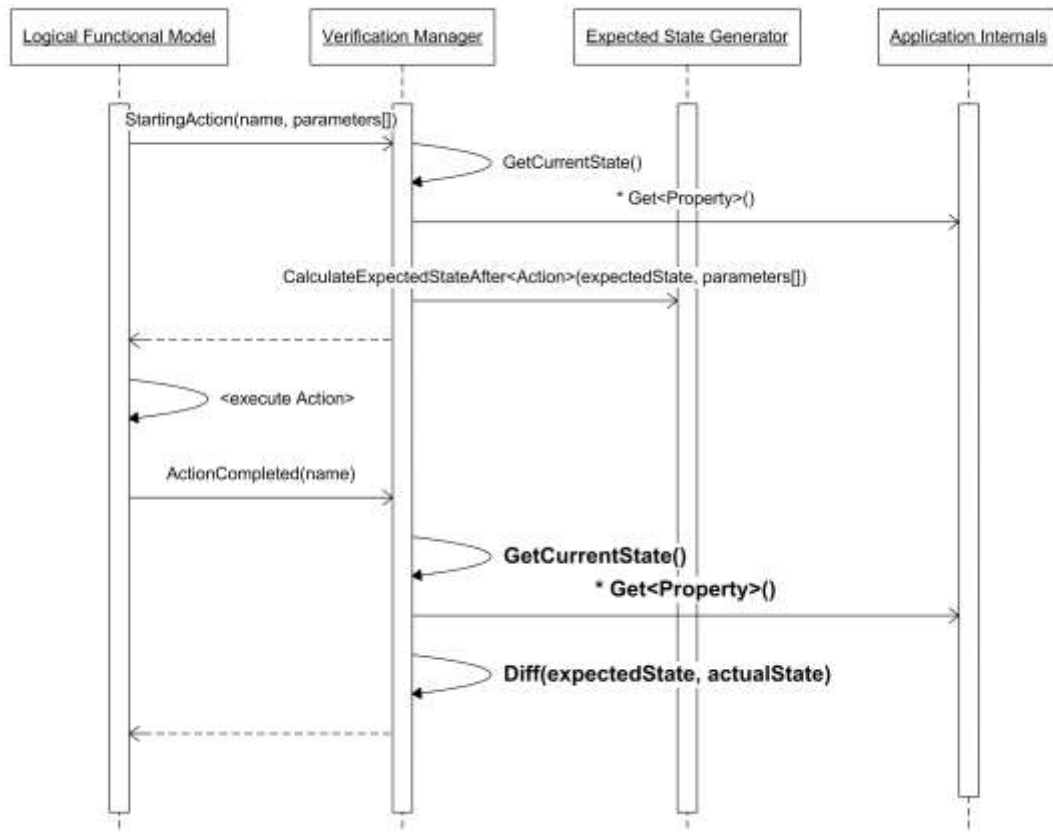 Logical Functional Model
Verification Manager
Expected State Generator
Application Internals
StartingAction(name, parameters[])
GetCurrentState()
* Get<Property>()
CalculateExpectedStateAfter<Action>(expectedState, parameters[])
<execute Action>
ActionCompleted(name)
GetCurrentState()
* Get<Property>()
Diff(expectedState, actualState)